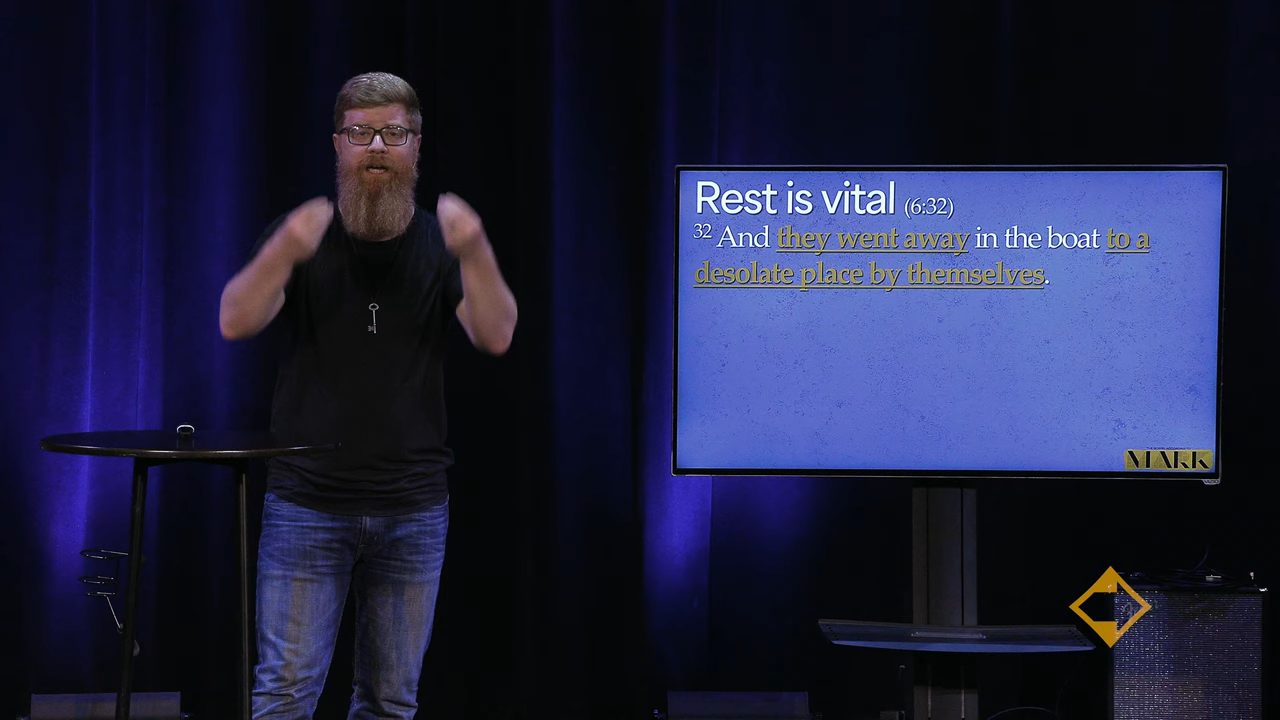 Rest is vital (6:32)
32 And they went away in the boat to a
desolate place by themselves.
MARK